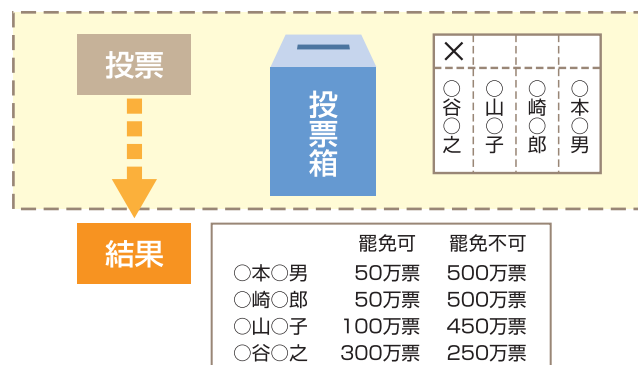 投票
投票箱
×
○本○男
○崎○郎
○山○子
○谷○之
結果
罷免可 罷免不可
○本○男 50万票 500万票
○崎○郎 50万票 500万票
○山○子 100万票 450万票
○谷○之 300万票 250万票